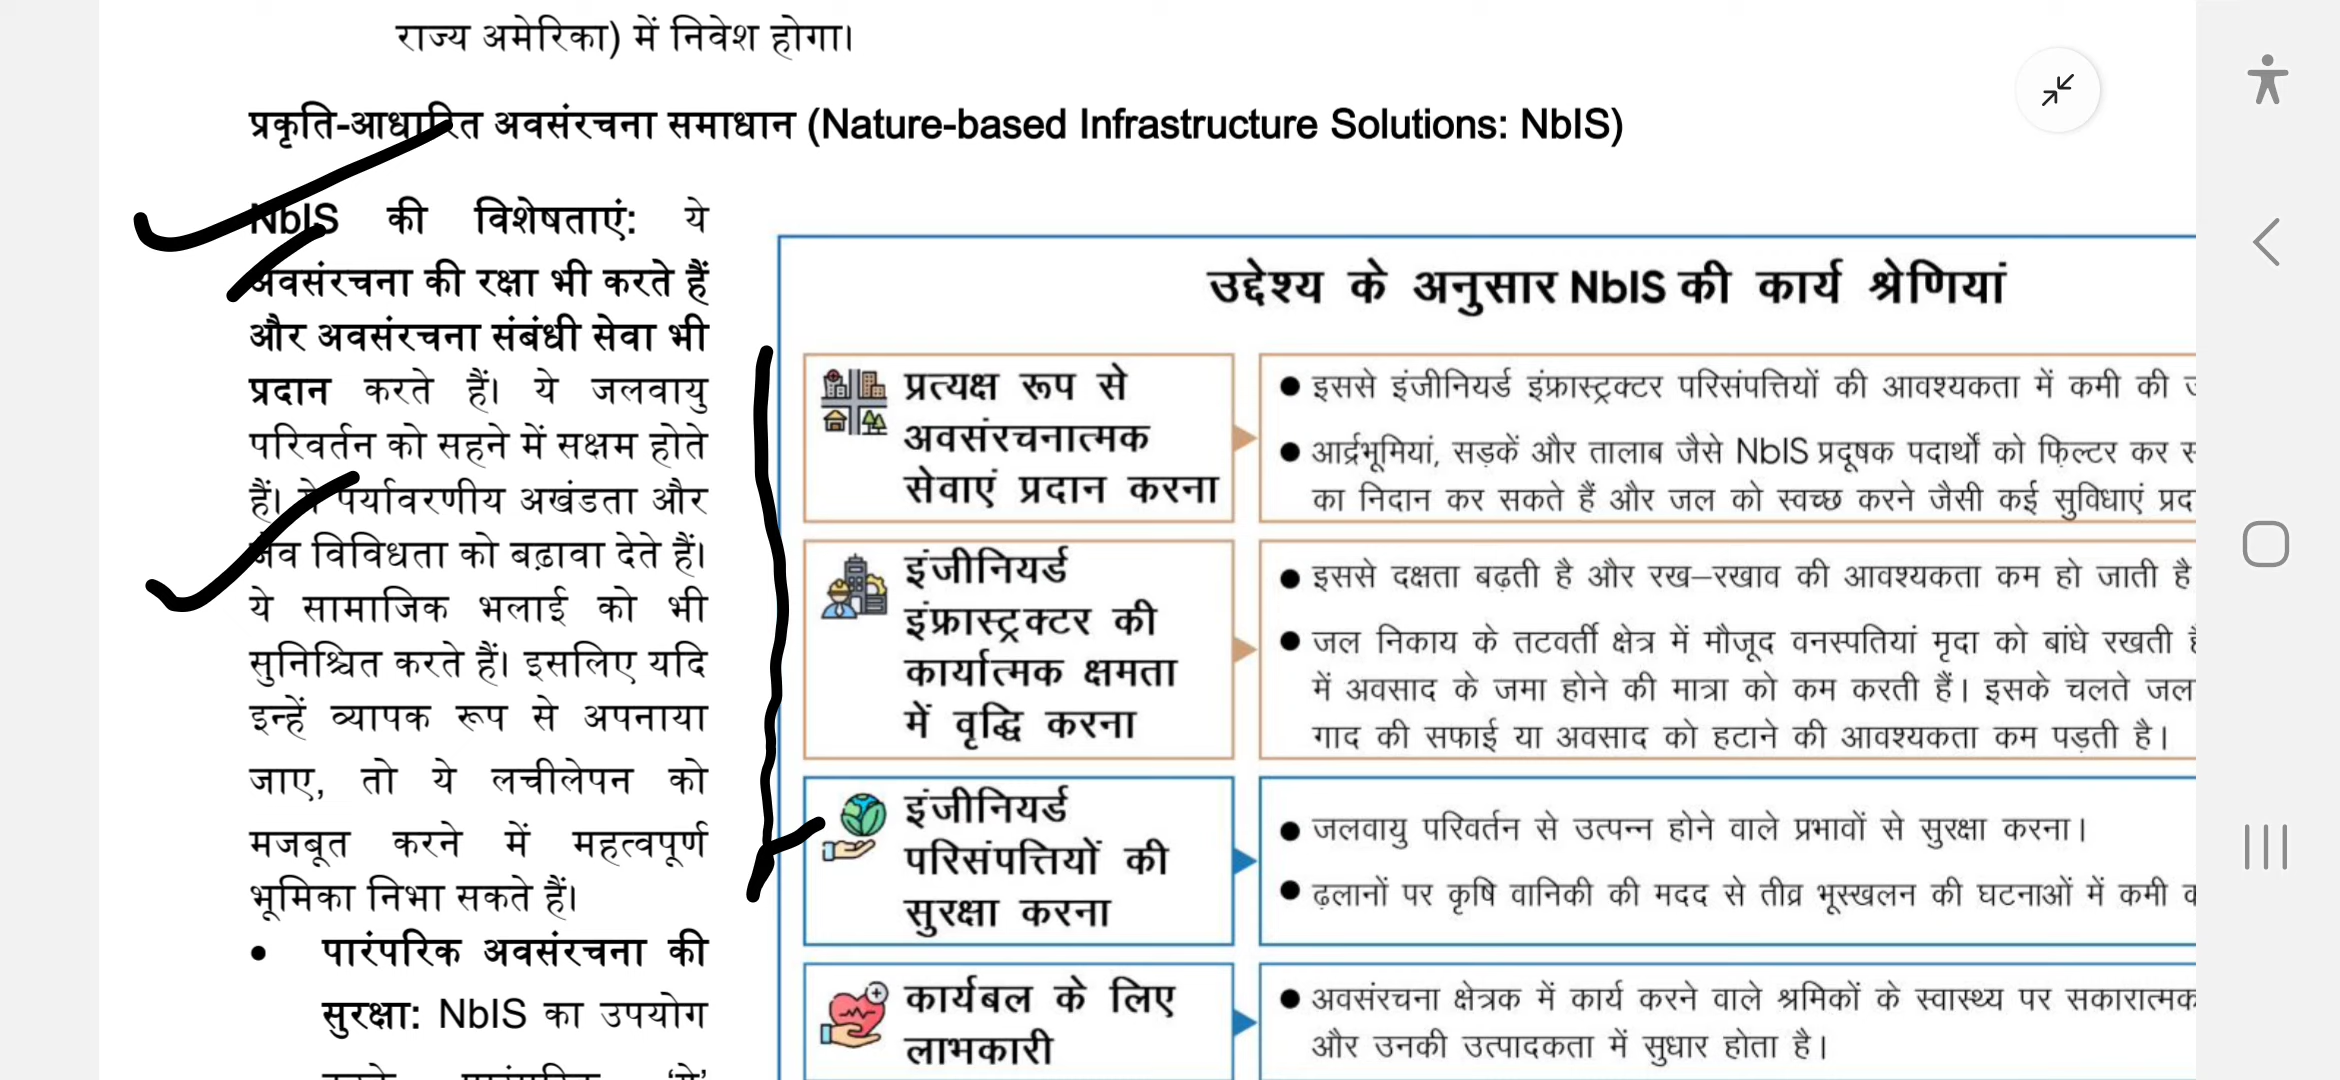 राज्य अमेरिका) में निवेश होगा।
प्रकृति-आधारित अवसंरचना समाधान (Nature-based Infrastructure Solutions: NbIS)
NbIS की विशेषताएं: ये
अवसंरचना की रक्षा भी करते हैं
और अवसंरचना संबंधी सेवा भी
प्रदान करते हैं। ये जलवायु
परिवर्तन को सहने में सक्षम होते
हैं। ये पर्यावरणीय अखंडता और
जैव विविधता को बढ़ावा देते हैं।
ये सामाजिक भलाई को भी
सुनिश्चित करते हैं। इसलिए यदि
इन्हें व्यापक रूप से अपनाया
जाए, तो ये लचीलेपन को
मजबूत करने में महत्वपूर्ण
भूमिका निभा सकते हैं।
• पारंपरिक अवसंरचना की
सुरक्षा: NbIS का उपयोग
उद्देश्य के अनुसार NbIS की कार्य श्रेणियां
प्रत्यक्ष रूप से
अवसंरचनात्मक
सेवाएं प्रदान करना
● इससे इंजीनियर्ड इंफ्रास्ट्रक्टर परिसंपत्तियों की आवश्यकता में कमी की
● आर्द्रभूमियां, सड़कें और तालाब जैसे NbIS प्रदूषक पदार्थों को फ़िल्टर कर
का निदान कर सकते हैं और जल को स्वच्छ करने जैसी कई सुविधाएं प्रद
इंजीनियर्ड
इंफ्रास्ट्रक्टर की
कार्यात्मक क्षमता
में वृद्धि करना
● इससे दक्षता बढ़ती है और रख–रखाव की आवश्यकता कम हो जाती है
● जल निकाय के तटवर्ती क्षेत्र में मौजूद वनस्पतियां मृदा को बांधे रखती
में अवसाद के जमा होने की मात्रा को कम करती हैं। इसके चलते जल
गाद की सफाई या अवसाद को हटाने की आवश्यकता कम पड़ती है।
इंजीनियर्ड
परिसंपत्तियों की
सुरक्षा करना
● जलवायु परिवर्तन से उत्पन्न होने वाले प्रभावों से सुरक्षा करना।
● ढ़लानों पर कृषि वानिकी की मदद से तीव्र भूस्खलन की घटनाओं में कमी
कार्यबल के लिए
लाभकारी
● अवसंरचना क्षेत्रक में कार्य करने वाले श्रमिकों के स्वास्थ्य पर सकारात्मक
और उनकी उत्पादकता में सुधार होता है।